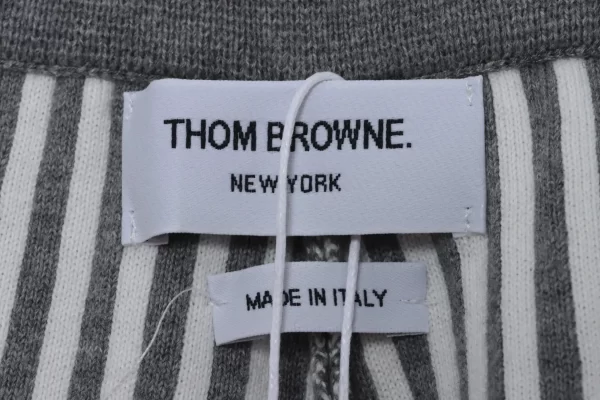 THOM BROWNE.
NEW YORK
MADE IN ITALY